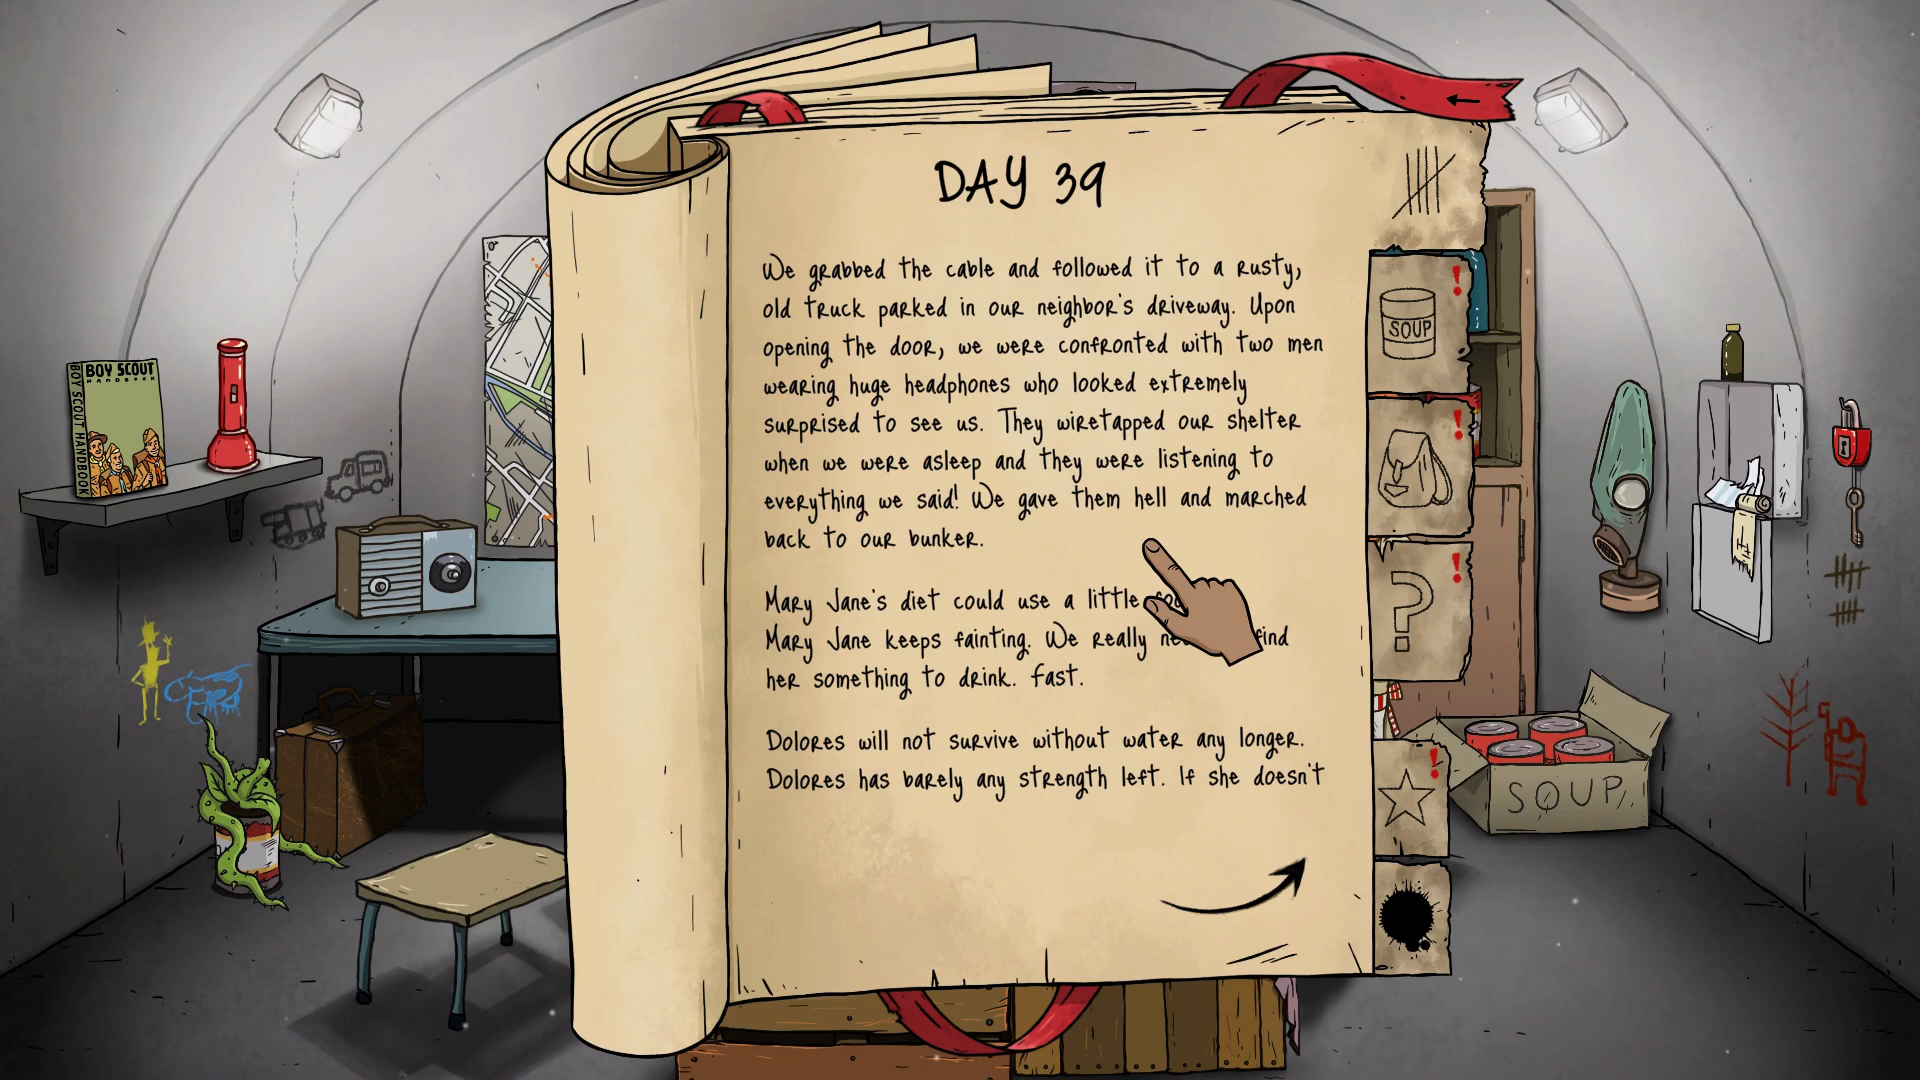 DAY 39
We grabbed the cable and followed it to a rusty,
old truck parked in our neighbor's driveway. Upon
opening the door, we were confronted with two men
wearing huge headphones who looked extremely
surprised to see us. They wiretapped our shelter
when we were asleep and they were listening to
everything we said! We gave them hell and marched
back to our bunker.
Mary Jane's diet could use a little
Mary Jane keeps fainting. We really find
her something to drink. Fast.
Dolores will not survive without water any longer.
Dolores has barely any strength left. If she doesn't
SOUP
!
!
!
?
!
BOY SCOUT
HANDBOOK
BOY SCOUT HANDBOOK
SOUP